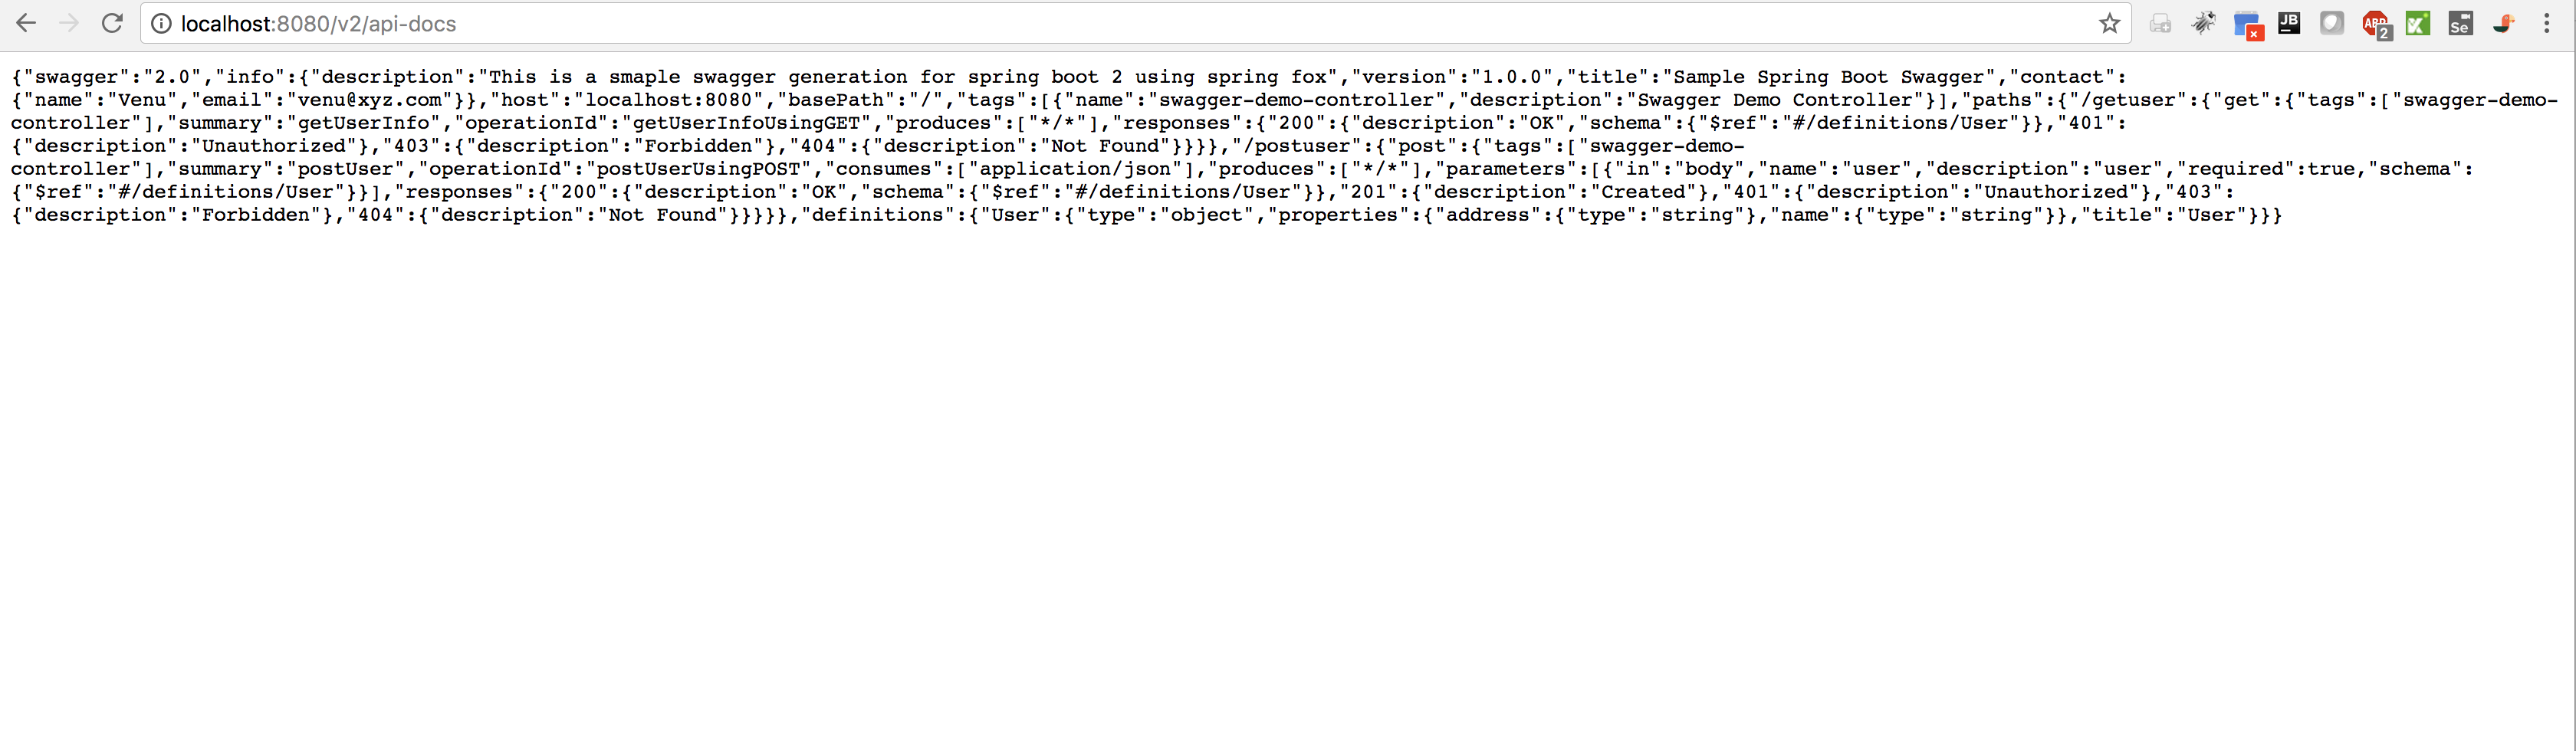 localhost:8080/v2/api-docs
JB
ABP
2
Se
{"swagger":"2.0","info":{"description":"This is a smaple swagger generation for spring boot 2 using spring fox","version":"1.0.0","title":"Sample Spring Boot Swagger","contact":
{"name":"Venu","email":"venu@xyz.com"}},"host":"localhost:8080","basePath":"/","tags":[{"name":"swagger-demo-controller","description":"Swagger Demo Controller"}],"paths":{"/getuser":{"get":{"tags":["swagger-demo-
controller"],"summary":"getUserInfo","operationId":"getUserInfoUsingGET","produces":["*/*"],"responses":{"200":{"description":"OK","schema":{"$ref":"#/definitions/User"}},"401":
{"description":"Unauthorized"},"403":{"description":"Forbidden"},"404":{"description":"Not Found"}}}},"/postuser":{"post":{"tags":["swagger-demo-
controller"],"summary":"postUser","operationId":"postUserUsingPOST","consumes":["application/json"],"produces":["*/*"],"parameters":[{"in":"body","name":"user","description":"user","required":true,"schema":
{"$ref":"#/definitions/User"}}],"responses":{"200":{"description":"OK","schema":{"$ref":"#/definitions/User"}},"201":{"description":"Created"},"401":{"description":"Unauthorized"},"403":
{"description":"Forbidden"},"404":{"description":"Not Found"}}}}},"definitions":{"User":{"type":"object","properties":{"address":{"type":"string"},"name":{"type":"string"}},"title":"User"}}}